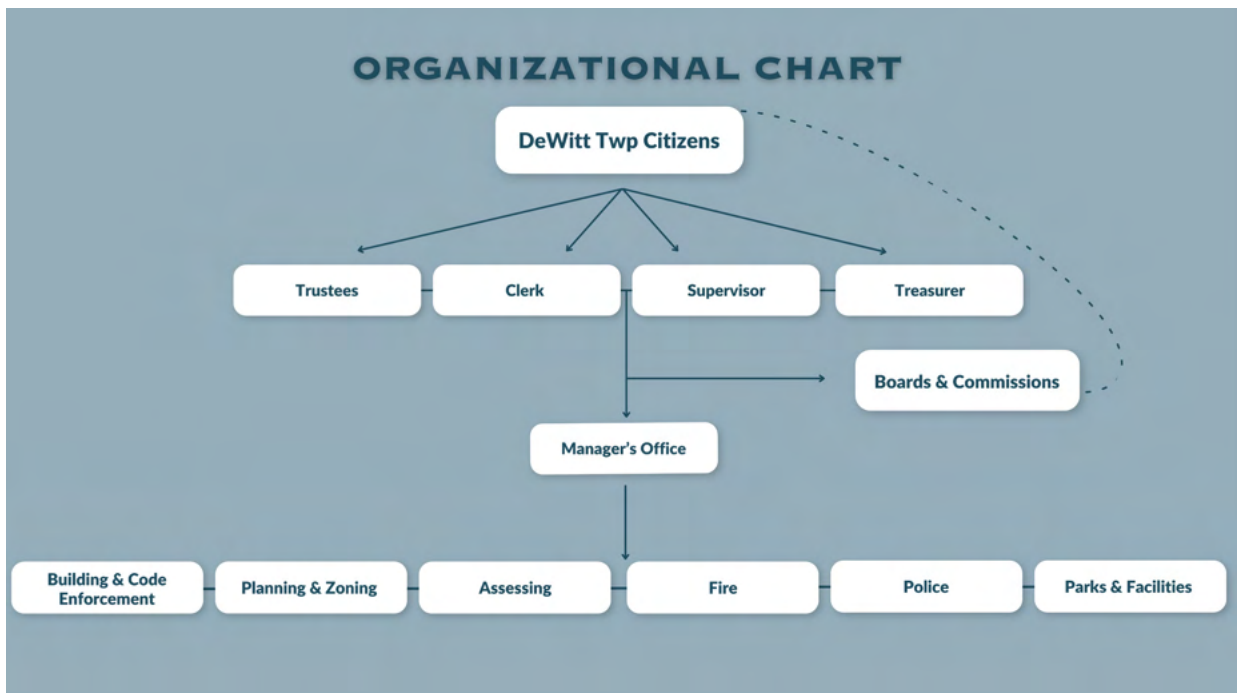 ORGANIZATIONAL CHART
DeWitt Twp Citizens
Trustees
Clerk
Supervisor
Treasurer
Boards & Commissions
Manager's Office
Building & Code
Enforcement
Planning & Zoning
Assessing
Fire
Police
Parks & Facilities